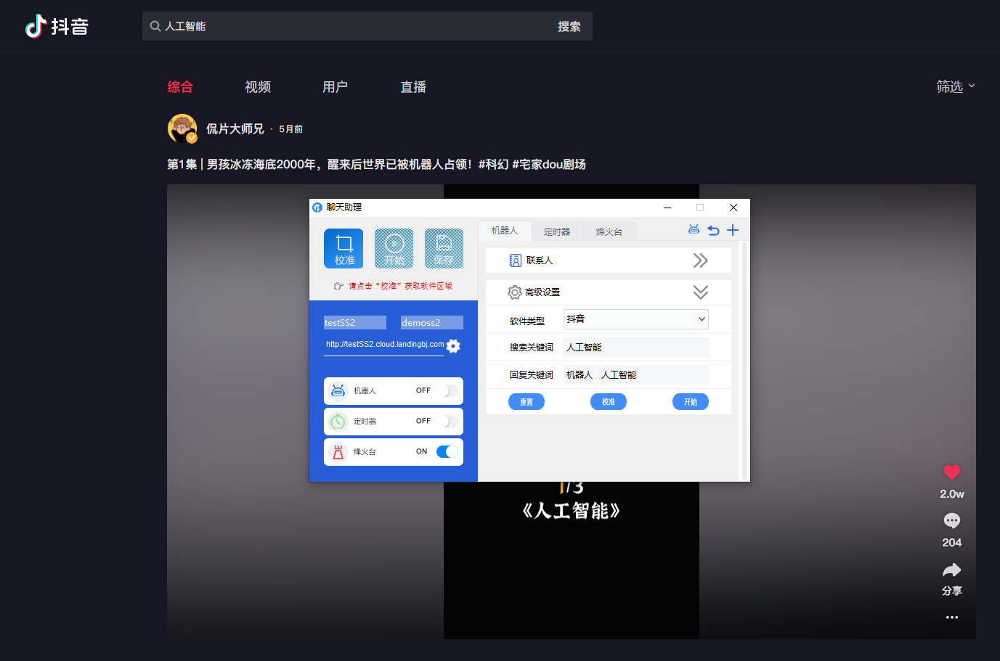 抖音
人工智能
搜索
综合
视频
用户
直播
筛选
侃片大师兄 · 5月前
第1集 | 男孩冰冻海底2000年，醒来后世界已被机器人占领！#科幻 #宅家dou剧场
聊天助理
校准
开始
保存
请点击“校准”获取软件区域
testSS2
demoss2
http://testSS2.cloud.landingbj.com
机器人 OFF
定时器 OFF
烽火台 ON
机器人
定时器
烽火台
联系人
高级设置
软件类型 抖音
搜索关键词 人工智能
回复关键词 机器人 人工智能
重置
校准
开始
1/3
《人工智能》
2.0w
204
分享